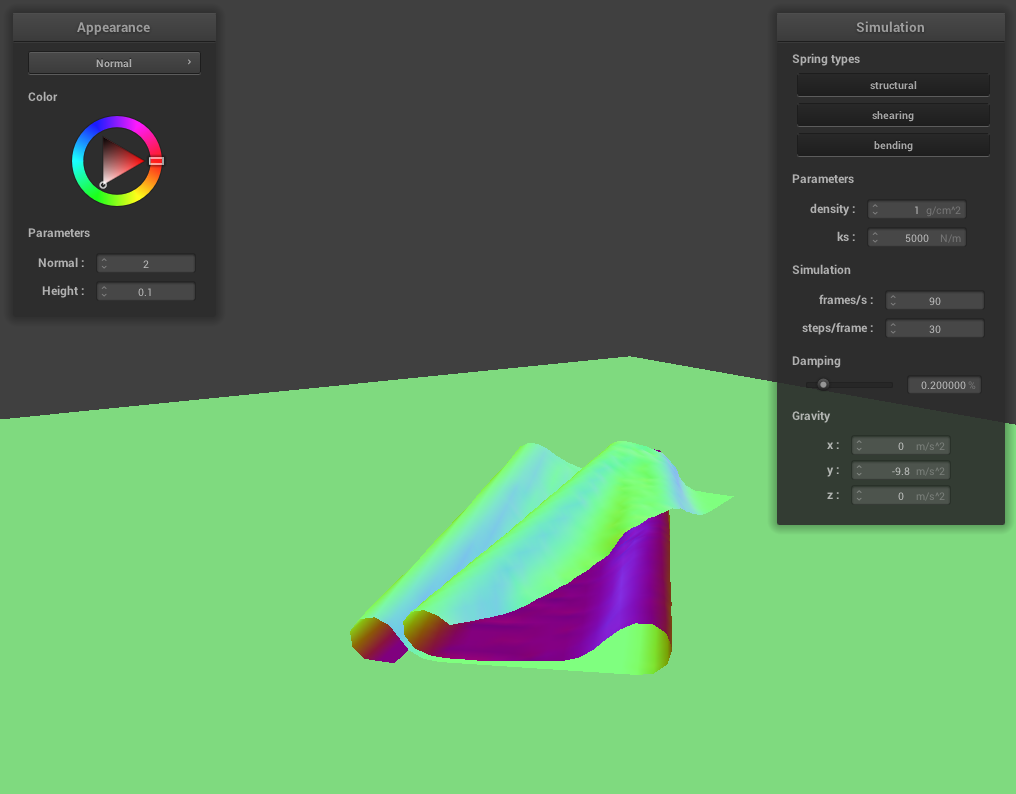 Appearance
Normal
Color
Parameters
Normal : 2
Height : 0.1
Simulation
Spring types
structural
shearing
bending
Parameters
density : 1 g/cm^2
ks : 5000 N/m
Simulation
frames/s : 90
steps/frame : 30
Damping
0.200000 %
Gravity
x : 0 m/s^2
y : -9.8 m/s^2
z : 0 m/s^2